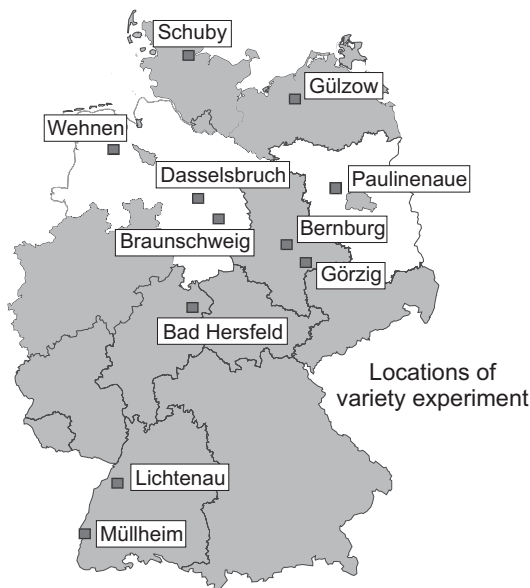 Schuby
Gülzow
Wehnen
Dasselsbruch
Paulinenaue
Braunschweig
Bernburg
Görzig
Bad Hersfeld
Locations of
variety experiment
Lichtenau
Müllheim